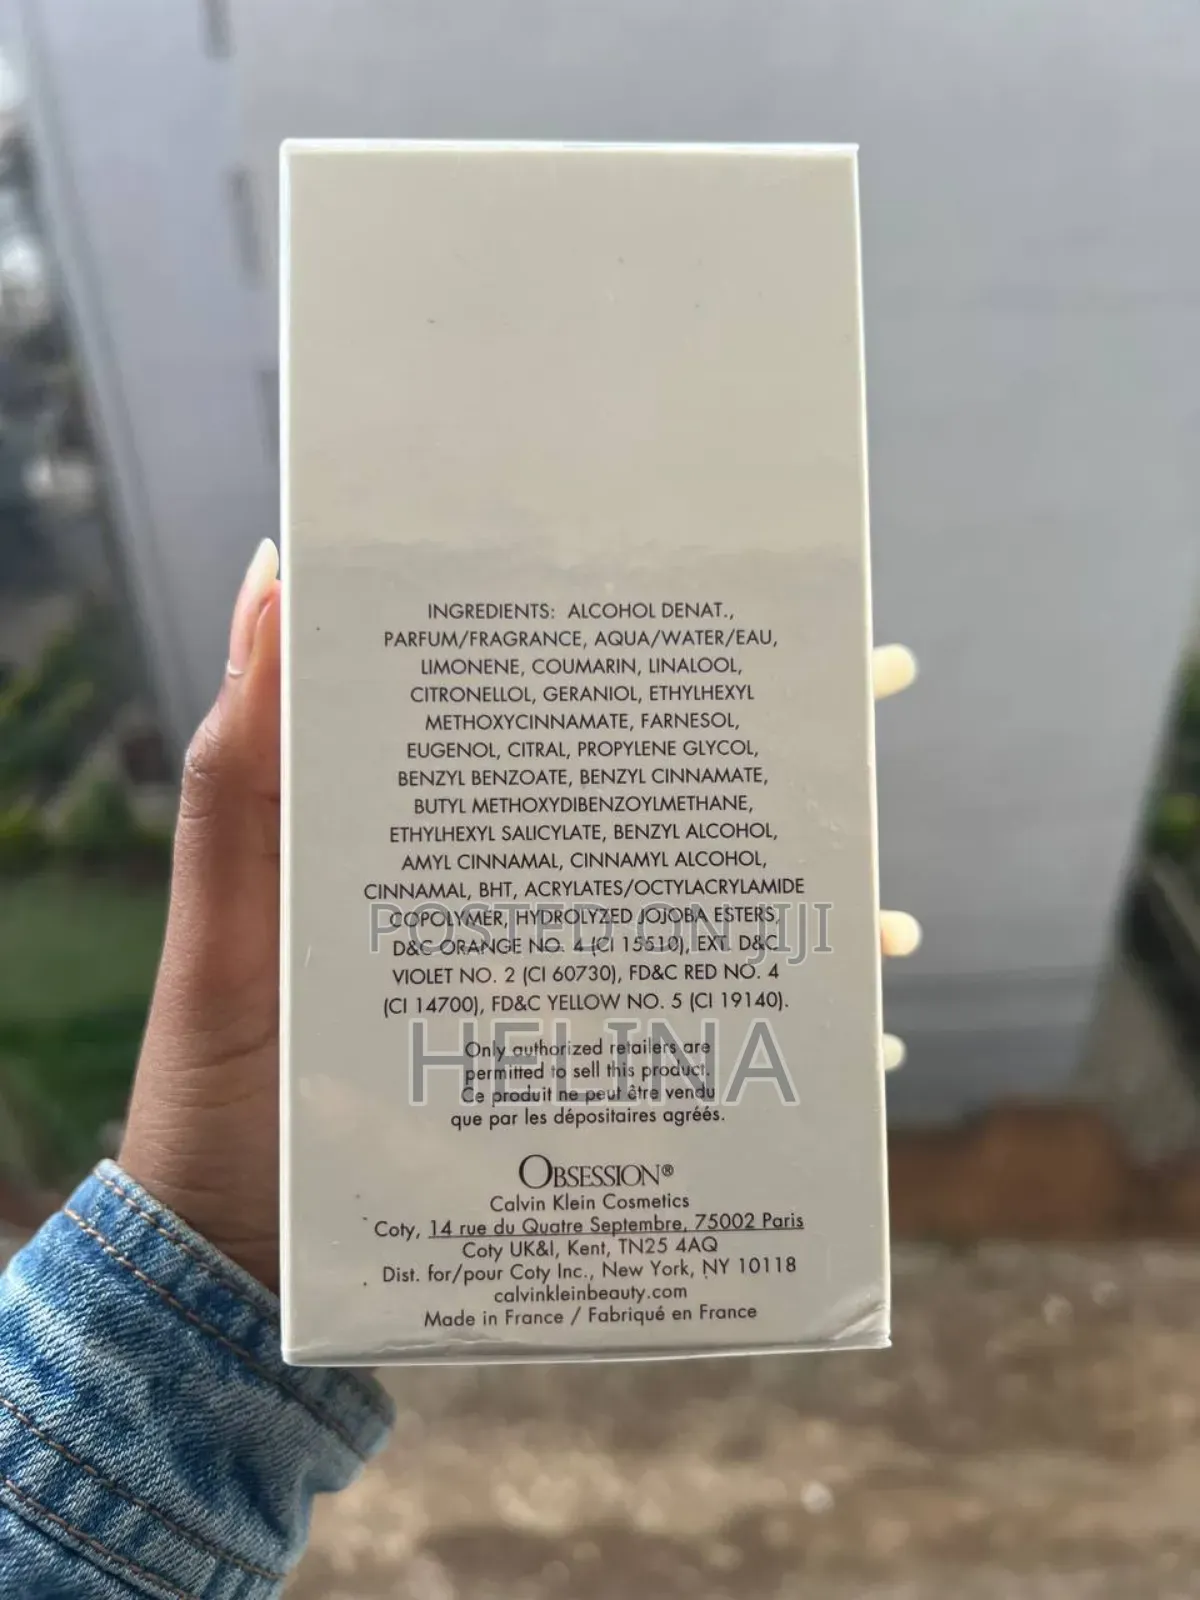 INGREDIENTS: ALCOHOL DENAT.,
PARFUM/FRAGRANCE, AQUA/WATER/EAU,
LIMONENE, COUMARIN, LINALOOL,
CITRONELLOL, GERANIOL, ETHYLHEXYL
METHOXYCINNAMATE, FARNESOL,
EUGENOL, CITRAL, PROPYLENE GLYCOL,
BENZYL BENZOATE, BENZYL CINNAMATE,
BUTYL METHOXYDIBENZOYLMETHANE,
ETHYLHEXYL SALICYLATE, BENZYL ALCOHOL,
AMYL CINNAMAL, CINNAMYL ALCOHOL,
CINNAMAL, BHT, ACRYLATES/OCTYLACRYLAMIDE
COPOLYMER, HYDROLYZED JOJOBA ESTERS,
POSTED ON JIJI
D&C ORANGE NO. 4 (CI 15510), EXT. D&C
VIOLET NO. 2 (CI 60730), FD&C RED NO. 4
(CI 14700), FD&C YELLOW NO. 5 (CI 19140).
Only authorized retailers are
permitted to sell this product.
HELINA
Ce produit ne peut être vendu
que par les dépositaires agréés.
OBSESSION®
Calvin Klein Cosmetics
Coty, 14 rue du Quatre Septembre, 75002 Paris
Coty UK&I, Kent, TN25 4AQ
Dist. for/pour Coty Inc., New York, NY 10118
calvinkleinbeauty.com
Made in France / Fabriqué en France